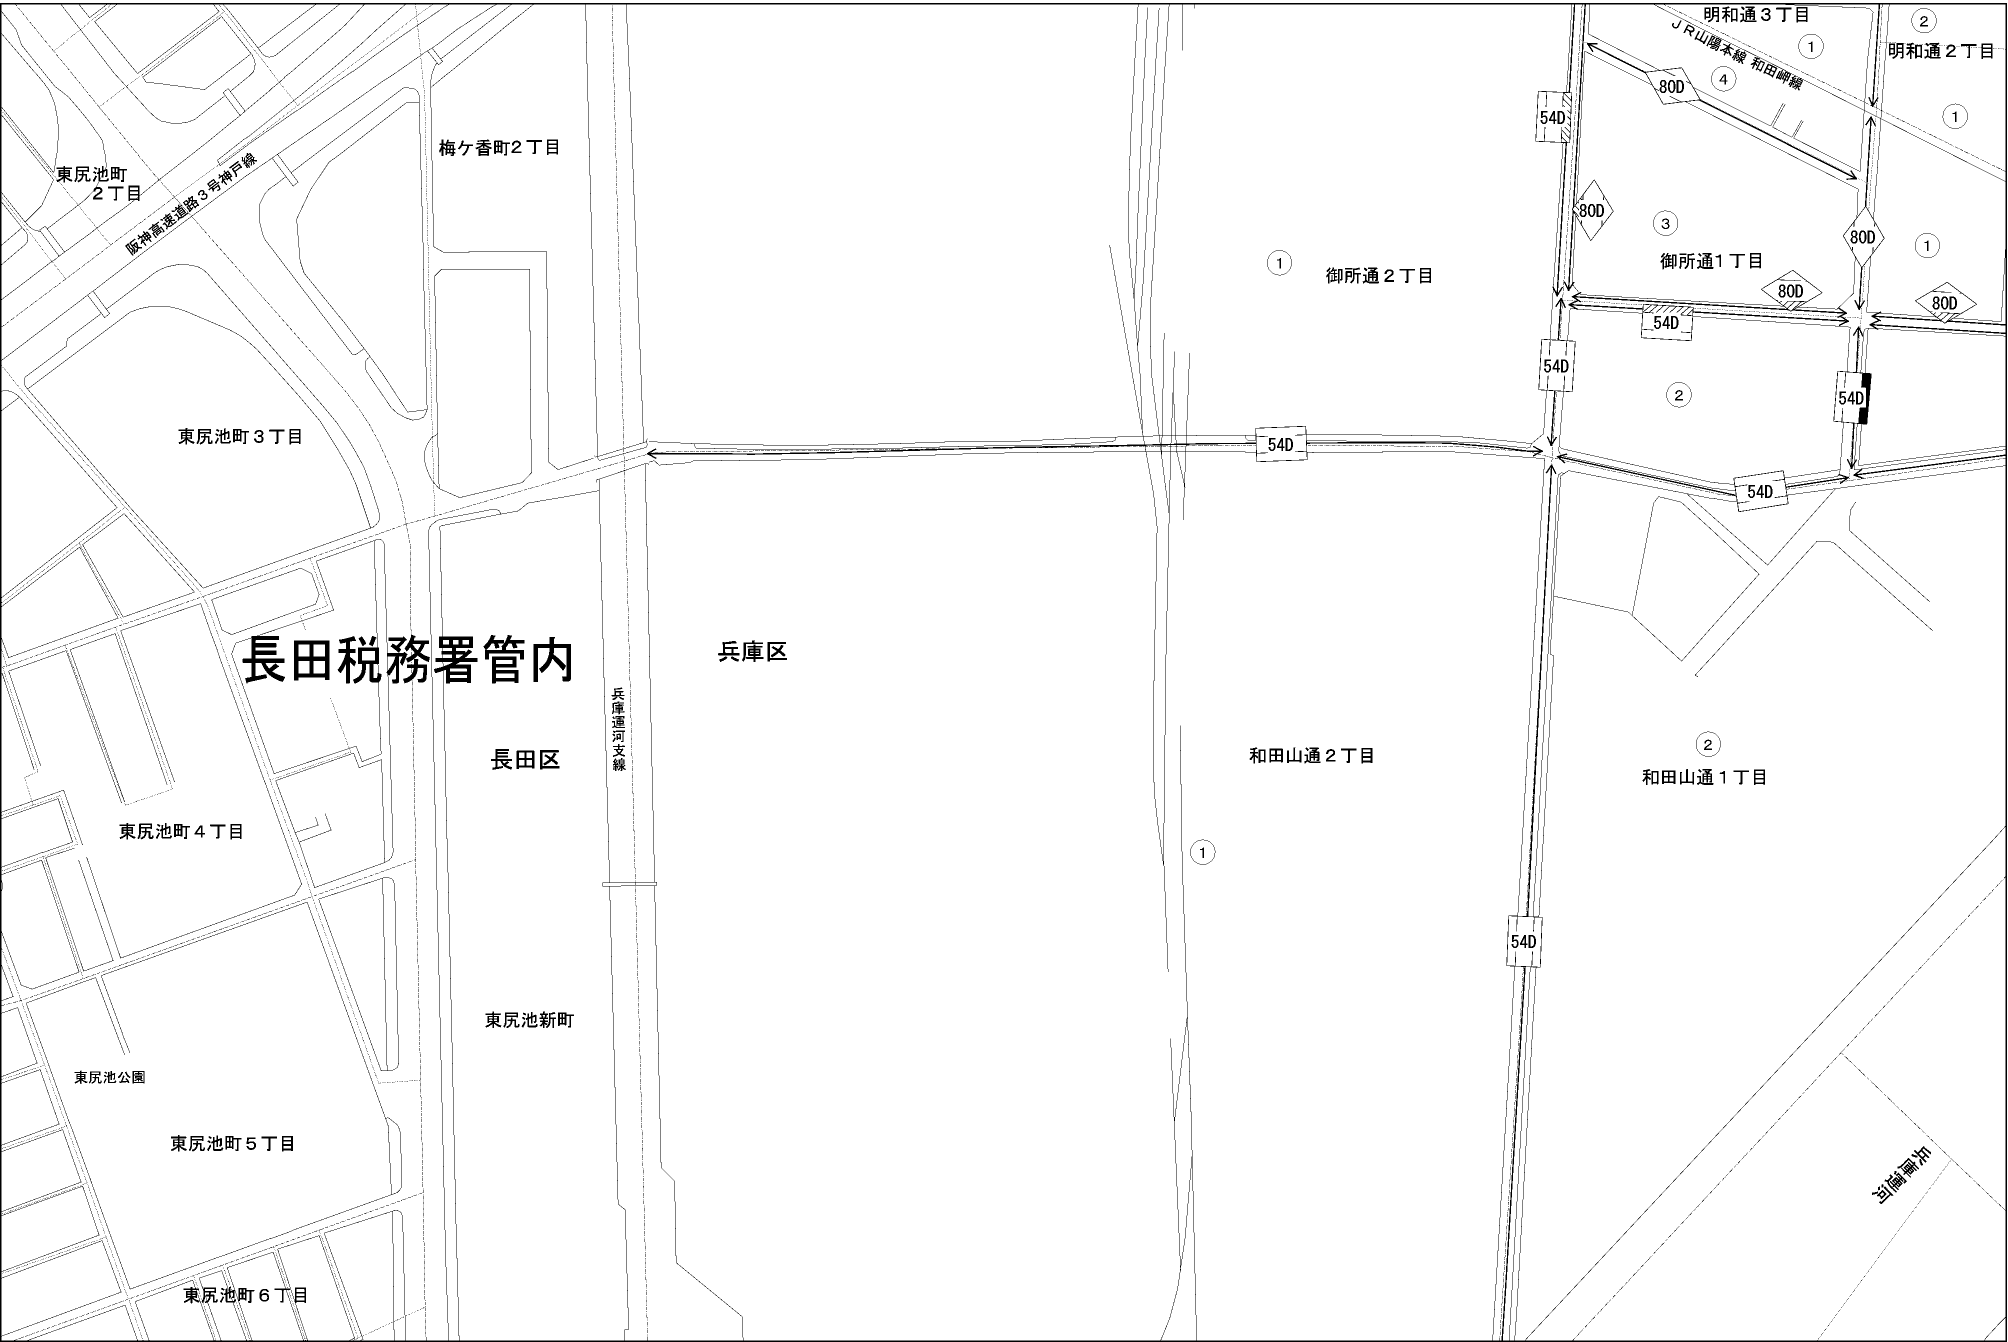 明和通３丁目
②
ＪＲ山陽本線 和田岬線
①
明和通２丁目
④
80D
54D
①
梅ケ香町２丁目
東尻池町
２丁目
阪神高速道路３号神戸線
80D
③
80D
①
①
御所通２丁目
御所通１丁目
80D
80D
54D
54D
②
54D
東尻池町３丁目
54D
54D
長田税務署管内
兵庫区
兵庫運河支線
長田区
和田山通２丁目
②
和田山通１丁目
東尻池町４丁目
①
54D
東尻池新町
東尻池公園
東尻池町５丁目
兵庫運河
東尻池町６丁目